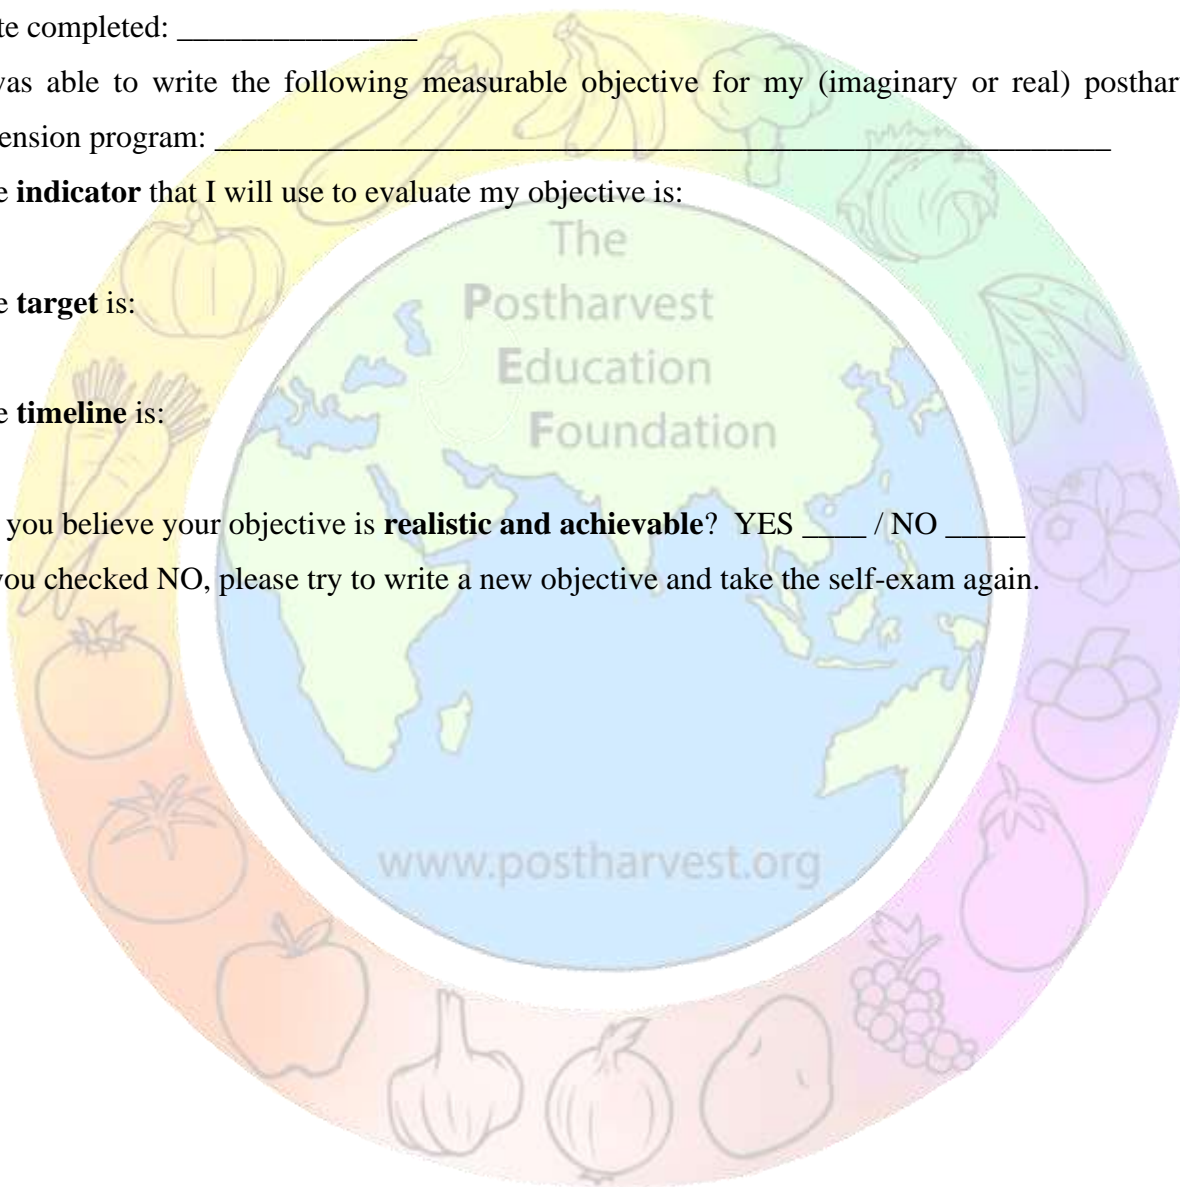 te completed: _______________
was able to write the following measurable objective for my (imaginary or real) posthar
ension program: ________________________________________________________
e indicator that I will use to evaluate my objective is:
The
Postharvest
e target is:
Education
e timeline is:
Foundation
you believe your objective is realistic and achievable? YES ____ / NO _____
you checked NO, please try to write a new objective and take the self-exam again.
www.postharvest.org